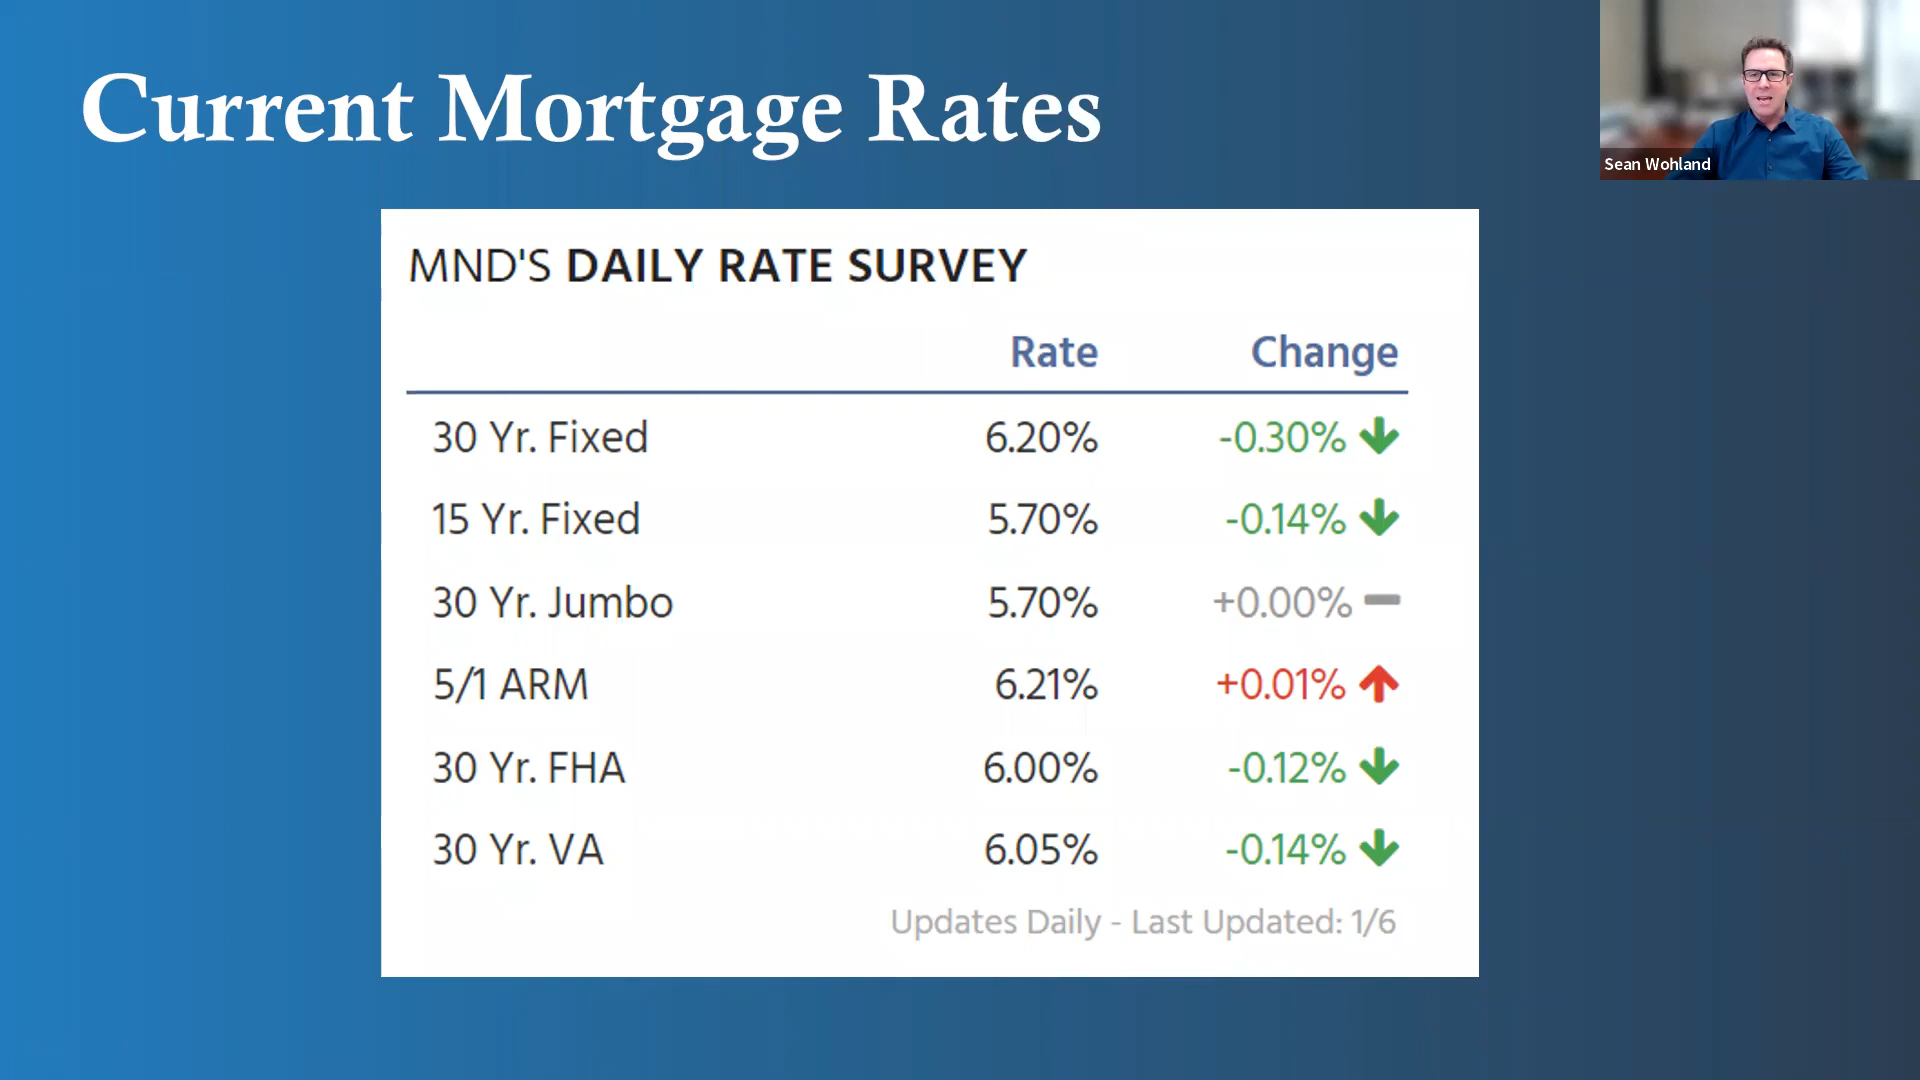 Current Mortgage Rates
Sean Wohland
MND'S DAILY RATE SURVEY
Rate Change
30 Yr. Fixed 6.20% -0.30%
15 Yr. Fixed 5.70% -0.14%
30 Yr. Jumbo 5.70% +0.00%
5/1 ARM 6.21% +0.01%
30 Yr. FHA 6.00% -0.12%
30 Yr. VA 6.05% -0.14%
Updates Daily - Last Updated: 1/6